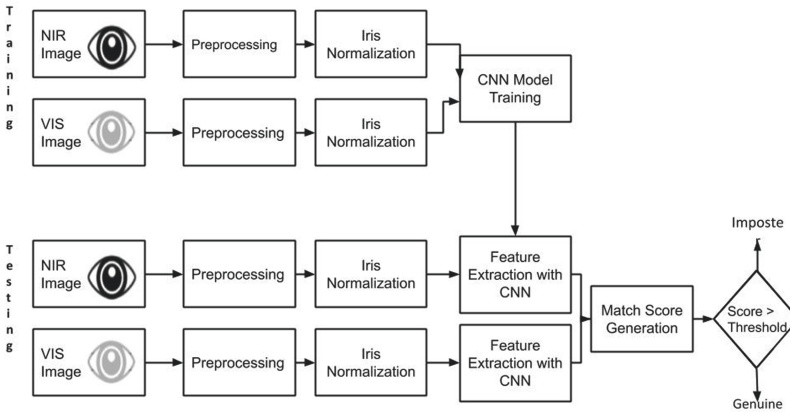 Training
NIR
Image
Preprocessing
Iris
Normalization
CNN Model
Training
VIS
Image
Preprocessing
Iris
Normalization
Testing
NIR
Image
Preprocessing
Iris
Normalization
Feature
Extraction with
CNN
VIS
Image
Preprocessing
Iris
Normalization
Feature
Extraction with
CNN
Match Score
Generation
Imposte
Score >
Threshold
Genuine